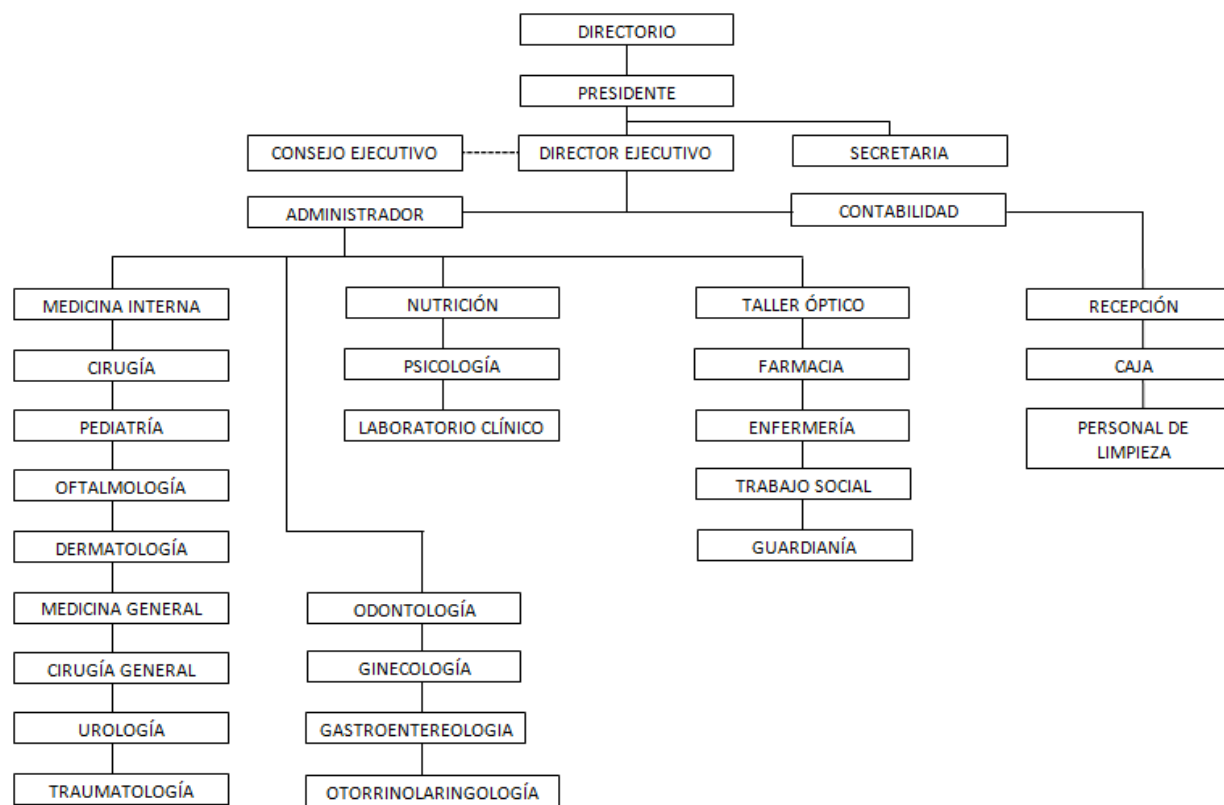 DIRECTORIO
PRESIDENTE
CONSEJO EJECUTIVO
DIRECTOR EJECUTIVO
SECRETARIA
ADMINISTRADOR
CONTABILIDAD
MEDICINA INTERNA
NUTRICIÓN
TALLER ÓPTICO
RECEPCIÓN
CIRUGÍA
PSICOLOGÍA
FARMACIA
CAJA
PEDIATRÍA
LABORATORIO CLÍNICO
ENFERMERÍA
PERSONAL DE
LIMPIEZA
OFTALMOLOGÍA
TRABAJO SOCIAL
DERMATOLOGÍA
GUARDIANÍA
MEDICINA GENERAL
ODONTOLOGÍA
CIRUGÍA GENERAL
GINECOLOGÍA
UROLOGÍA
GASTROENTEREOLOGIA
TRAUMATOLOGÍA
OTORRINOLARINGOLOGÍA